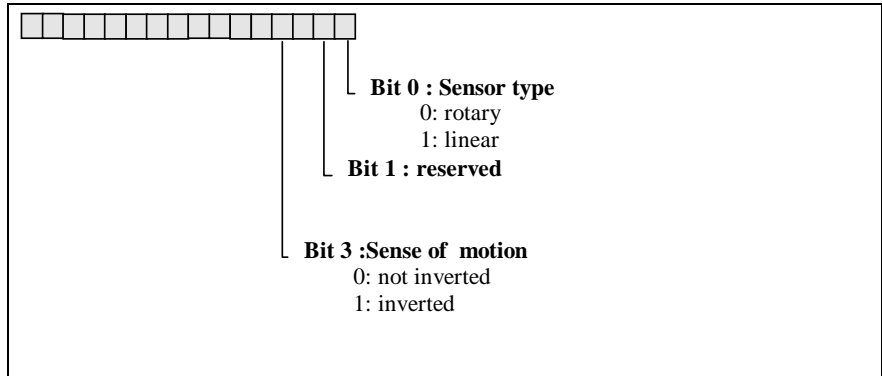 Bit 0 : Sensor type
0: rotary
1: linear
Bit 1 : reserved
Bit 3 :Sense of motion
0: not inverted
1: inverted